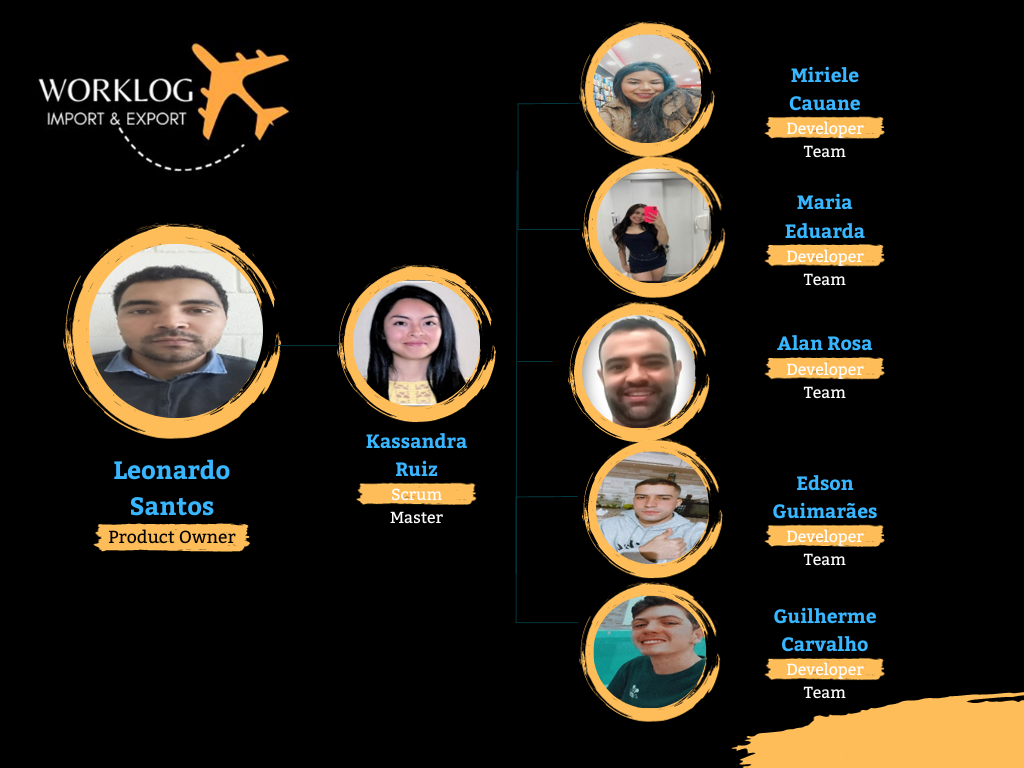 WORKLOG
IMPORT & EXPORT
Leonardo
Santos
Product Owner
Kassandra
Ruiz
Scrum
Master
Miriele
Cauane
Developer
Team
Maria
Eduarda
Developer
Team
Alan Rosa
Developer
Team
Edson
Guimarães
Developer
Team
Guilherme
Carvalho
Developer
Team